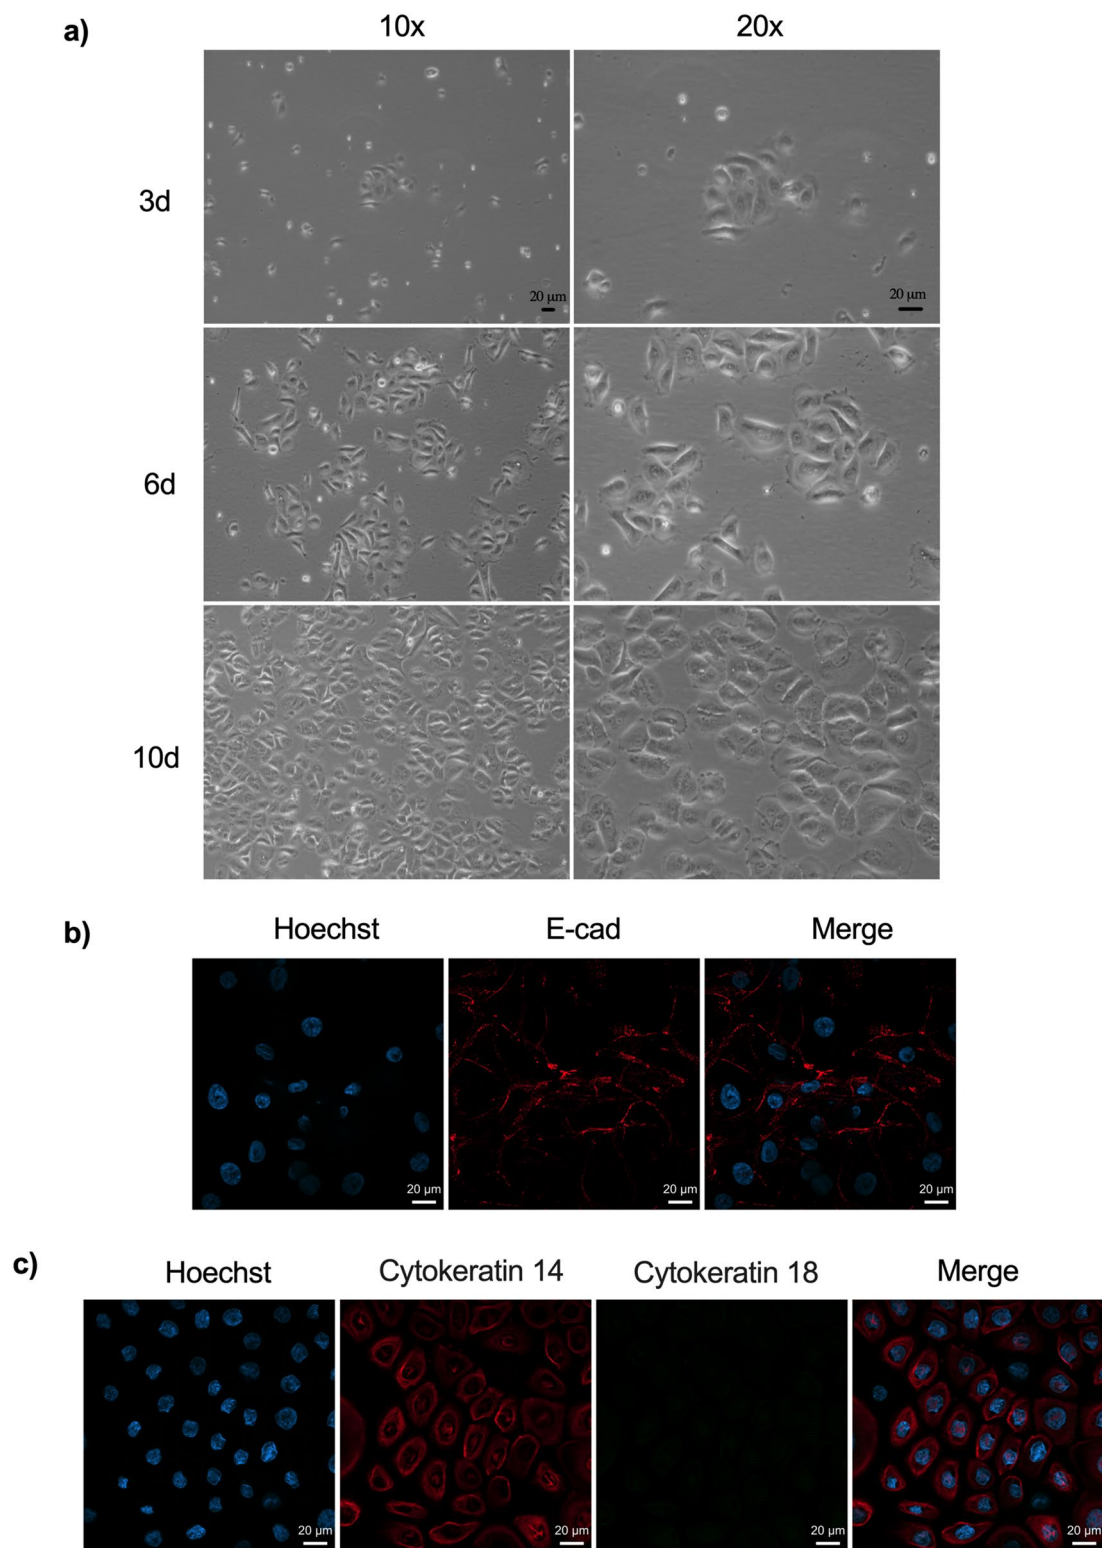 a)
10x
20x
3d
20 µm
20 µm
6d
10d
b)
Hoechst
E-cad
Merge
20 µm
20 µm
20 µm
c)
Hoechst
Cytokeratin 14
Cytokeratin 18
Merge
20 µm
20 µm
20 µm
20 µm